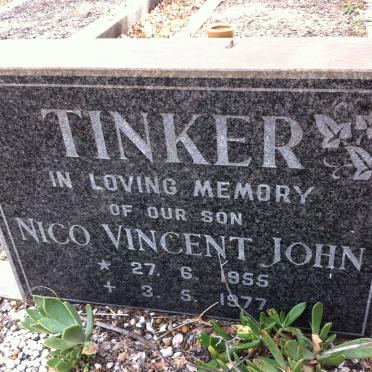 TINKER
IN LOVING MEMORY
OF OUR SON
NICO VINCENT JOHN
* 27. 6. 1955
+ 3. 5. 1977